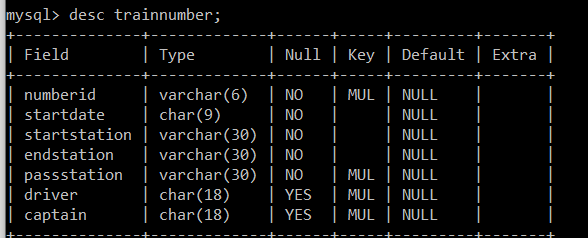 mysql> desc trainnumber;
+--------------+-------------+------+-----+---------+-------+
| Field        | Type        | Null | Key | Default | Extra |
+--------------+-------------+------+-----+---------+-------+
| numberid     | varchar(6)  | NO   | MUL | NULL    |       |
| startdate    | char(9)     | NO   |     | NULL    |       |
| startstation | varchar(30) | NO   |     | NULL    |       |
| endstation   | varchar(30) | NO   |     | NULL    |       |
| passstation  | varchar(30) | NO   | MUL | NULL    |       |
| driver       | char(18)    | YES  | MUL | NULL    |       |
| captain      | char(18)    | YES  | MUL | NULL    |       |
+--------------+-------------+------+-----+---------+-------+